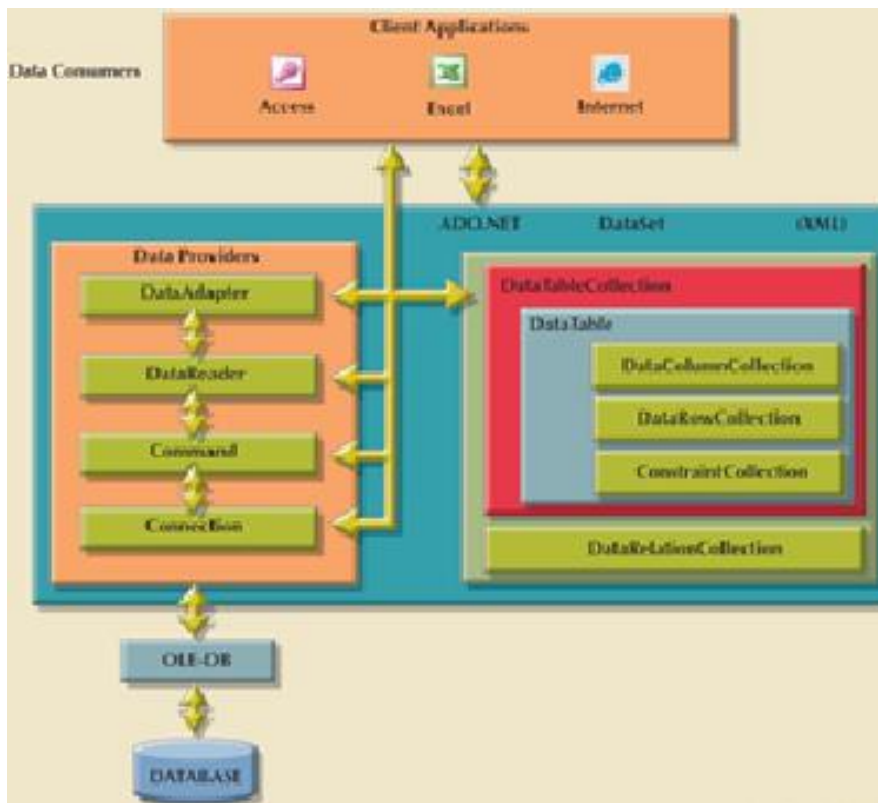 Client Applications
Data Consumers
Access
Excel
Internet
ADO.NET DataSet (XML)
Data Providers
DataAdapter
DataReader
Command
Connection
DataTableCollection
DataTable
DataColumnCollection
DataRowCollection
ConstraintCollection
DataRelationCollection
OLE-DB
DATABASE